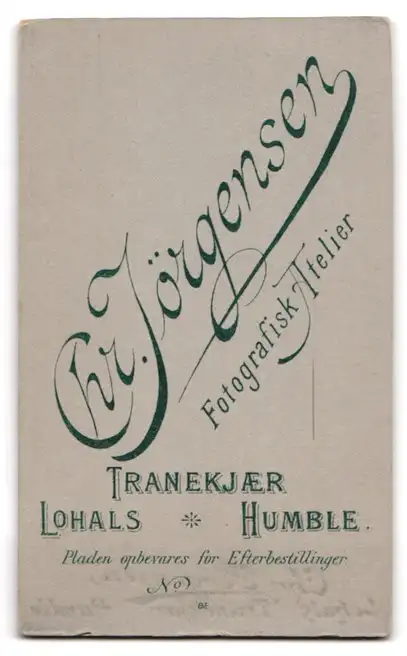 Chr. Jörgensen
Fotografisk Atelier
TRANEKJÆR
LOHALS * HUMBLE.
Pladen opbevares for Efterbestillinger
No